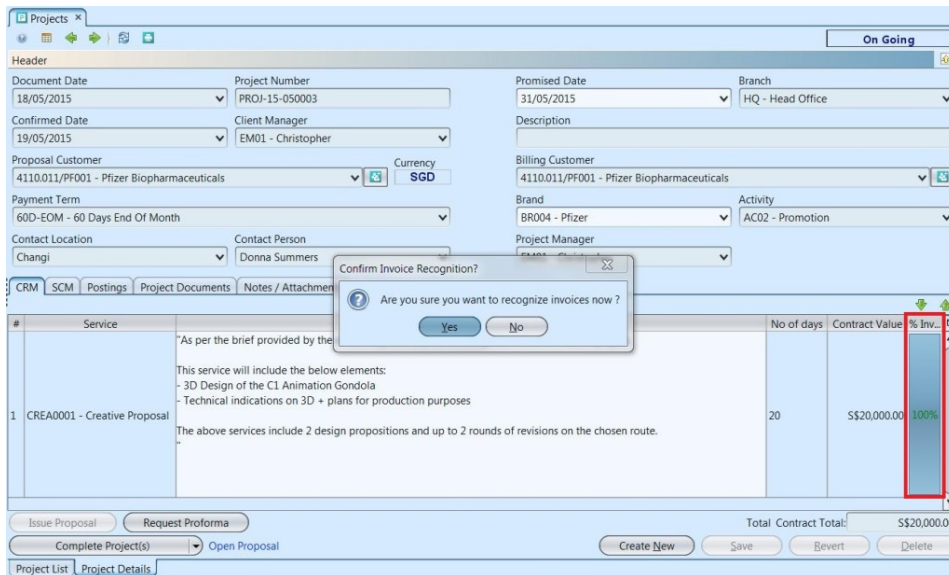 Projects
On Going
Header
Document Date Project Number Promised Date Branch
18/05/2015 PROJ-15-050003 31/05/2015 HQ - Head Office
Confirmed Date Client Manager Description
19/05/2015 EM01 - Christopher
Proposal Customer Currency Billing Customer
4110.011/PF001 - Pfizer Biopharmaceuticals SGD 4110.011/PF001 - Pfizer Biopharmaceuticals
Payment Term Brand Activity
60D-EOM - 60 Days End Of Month BR004 - Pfizer AC02 - Promotion
Contact Location Contact Person Project Manager
Changi Donna Summers
Confirm Invoice Recognition?
Are you sure you want to recognize invoices now ?
Yes No
CRM SCM Postings Project Documents Notes / Attachmen
# Service No of days Contract Value % Inv...
"As per the brief provided by the
This service will include the below elements:
- 3D Design of the C1 Animation Gondola
- Technical indications on 3D + plans for production purposes
1 CREA0001 - Creative Proposal 20 S$20,000.00 100%
The above services include 2 design propositions and up to 2 rounds of revisions on the chosen route.
"
Issue Proposal Request Proforma Total Contract Total: S$20,000.0
Complete Project(s) Open Proposal Create New Save Revert Delete
Project List Project Details